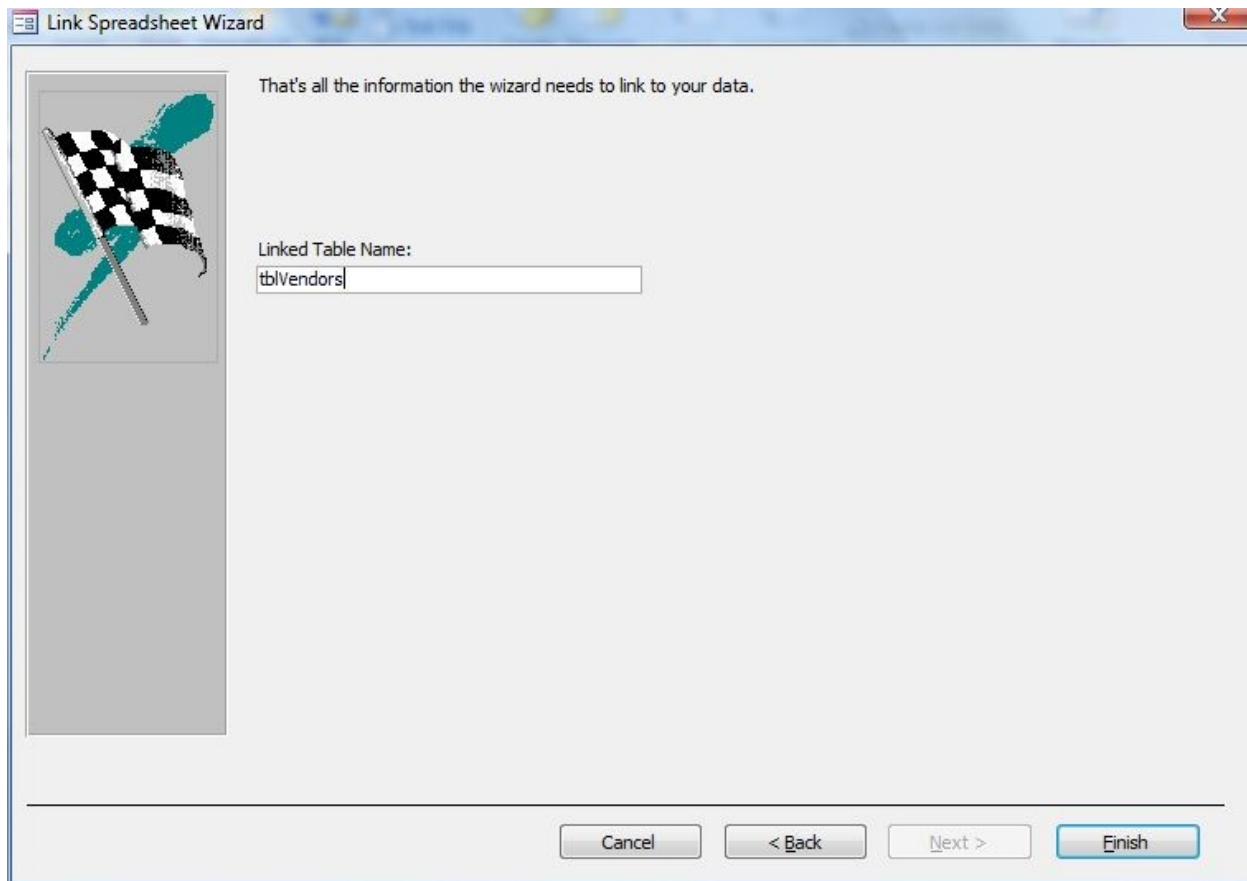 Link Spreadsheet Wizard
That's all the information the wizard needs to link to your data.
Linked Table Name:
tblVendors
Cancel
< Back
Next >
Finish